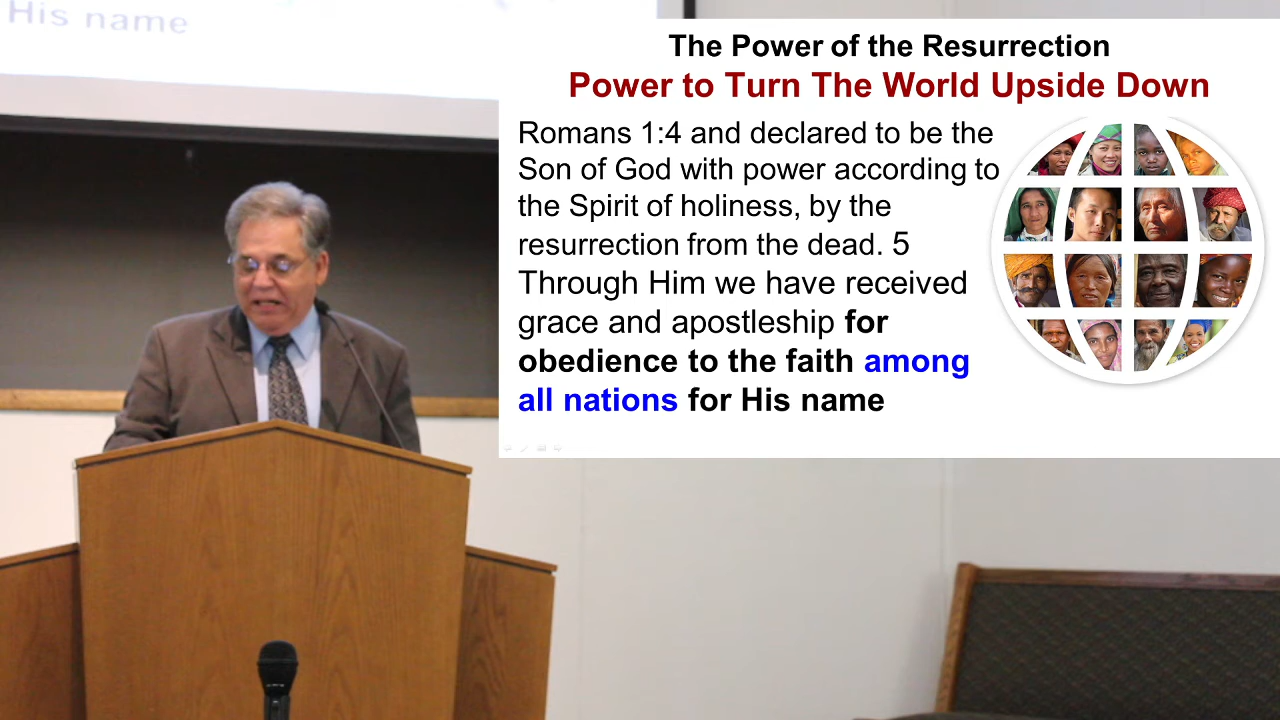 His name
The Power of the Resurrection
Power to Turn The World Upside Down
Romans 1:4 and declared to be the
Son of God with power according to
the Spirit of holiness, by the
resurrection from the dead. 5
Through Him we have received
grace and apostleship for
obedience to the faith among
all nations for His name